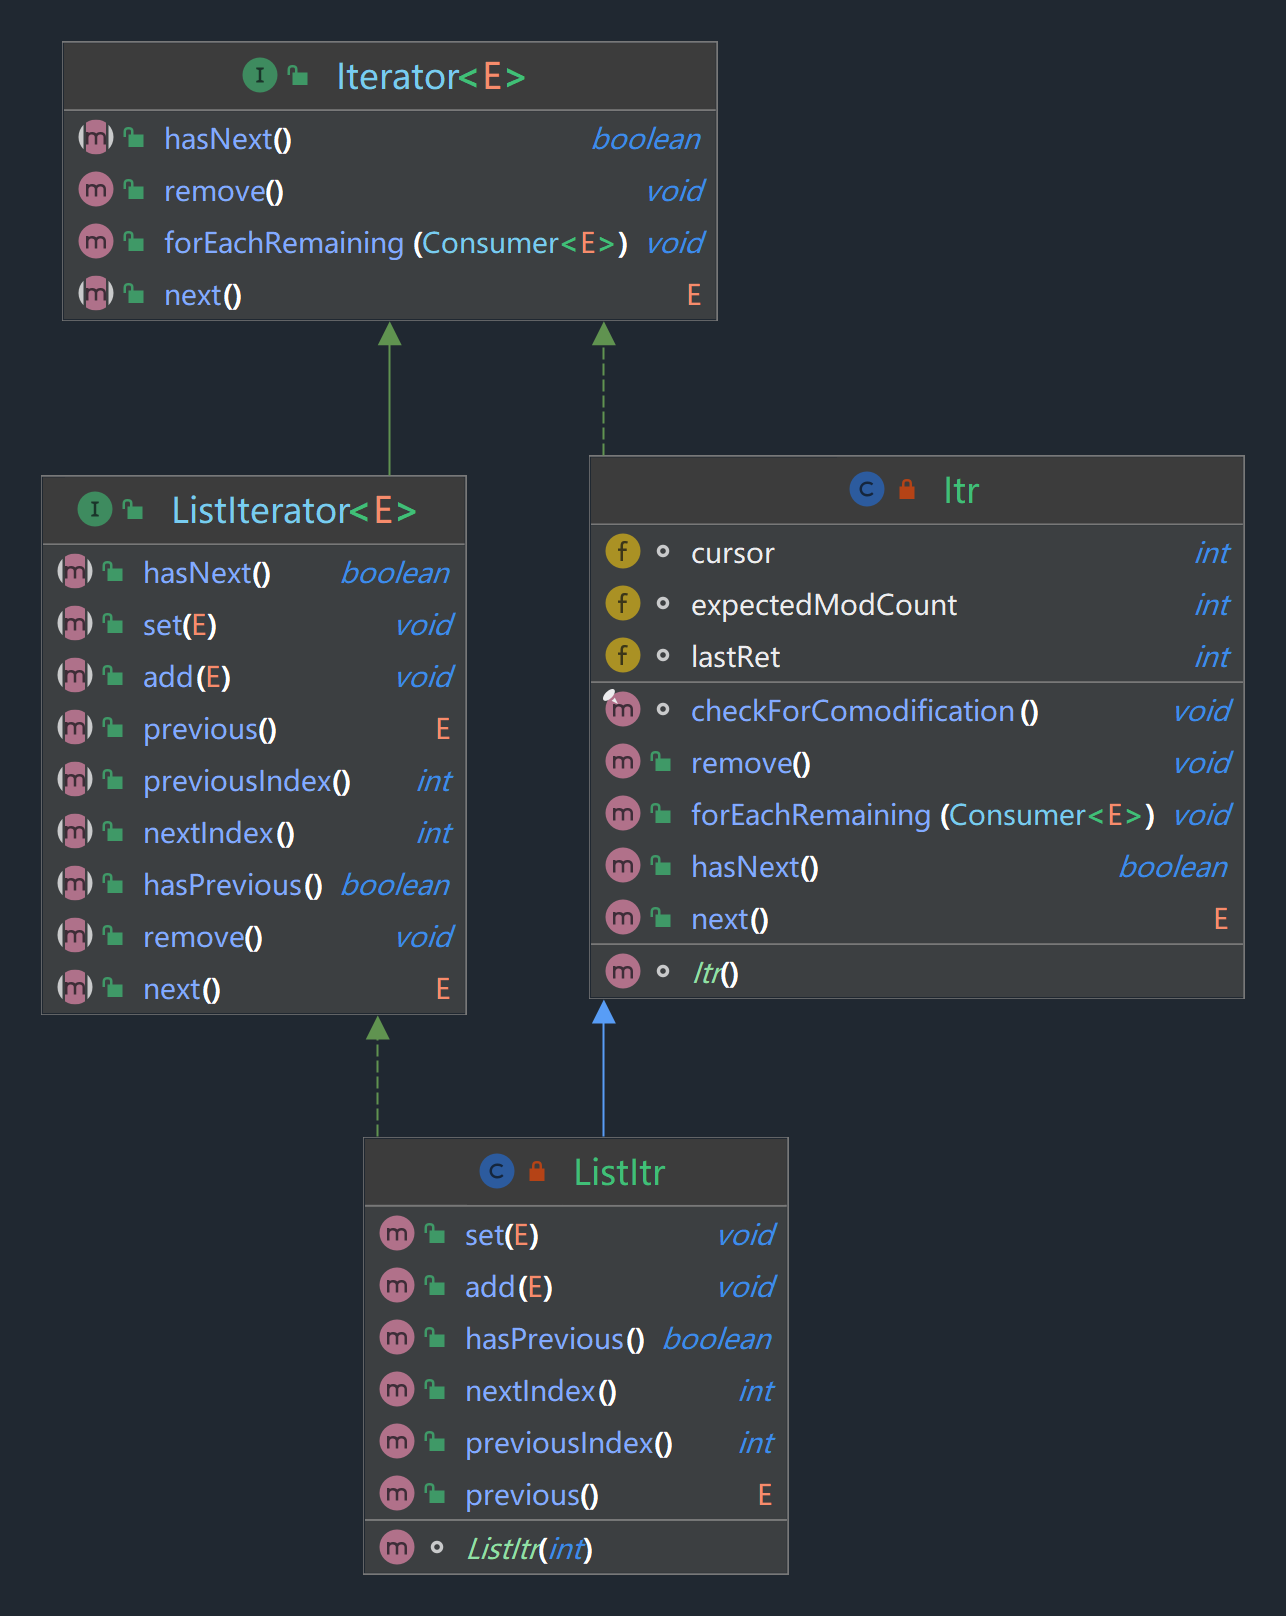 Iterator<E>
hasNext() boolean
remove() void
forEachRemaining (Consumer<E>) void
next() E
ListIterator<E>
hasNext() boolean
set(E) void
add(E) void
previous() E
previousIndex() int
nextIndex() int
hasPrevious() boolean
remove() void
next() E
Itr
cursor int
expectedModCount int
lastRet int
checkForComodification () void
remove() void
forEachRemaining (Consumer<E>) void
hasNext() boolean
next() E
Itr()
ListItr
set(E) void
add(E) void
hasPrevious() boolean
nextIndex() int
previousIndex() int
previous() E
ListItr(int)